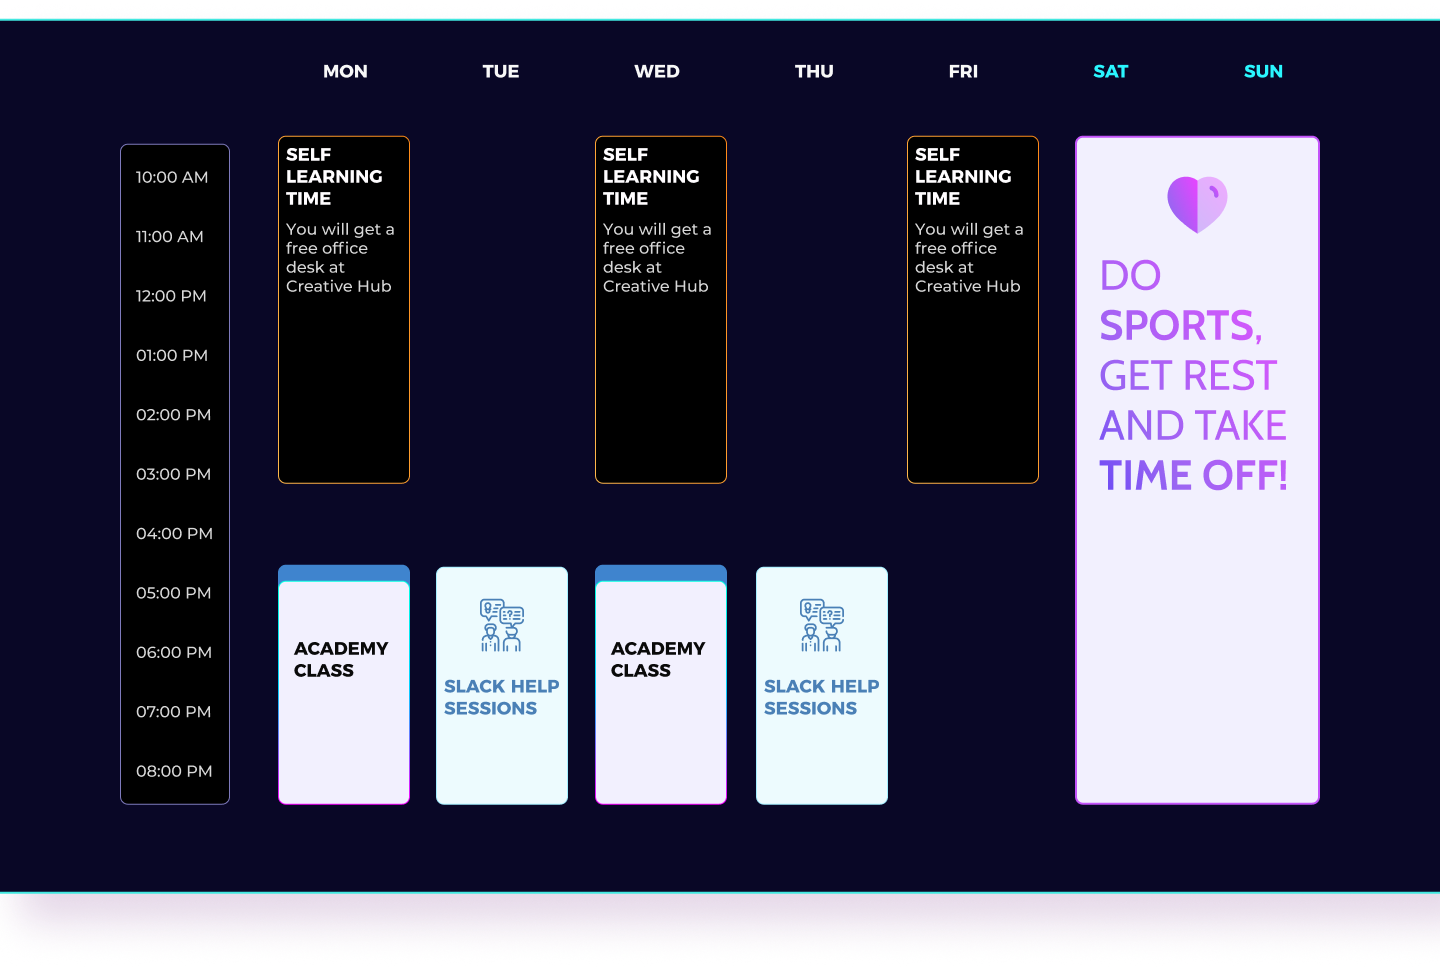 MON
TUE
WED
THU
FRI
SAT
SUN
10:00 AM
11:00 AM
12:00 PM
01:00 PM
02:00 PM
03:00 PM
04:00 PM
05:00 PM
06:00 PM
07:00 PM
08:00 PM
SELF
LEARNING
TIME
You will get a
free office
desk at
Creative Hub
ACADEMY
CLASS
SLACK HELP
SESSIONS
SELF
LEARNING
TIME
You will get a
free office
desk at
Creative Hub
ACADEMY
CLASS
SLACK HELP
SESSIONS
SELF
LEARNING
TIME
You will get a
free office
desk at
Creative Hub
DO
SPORTS,
GET REST
AND TAKE
TIME OFF!